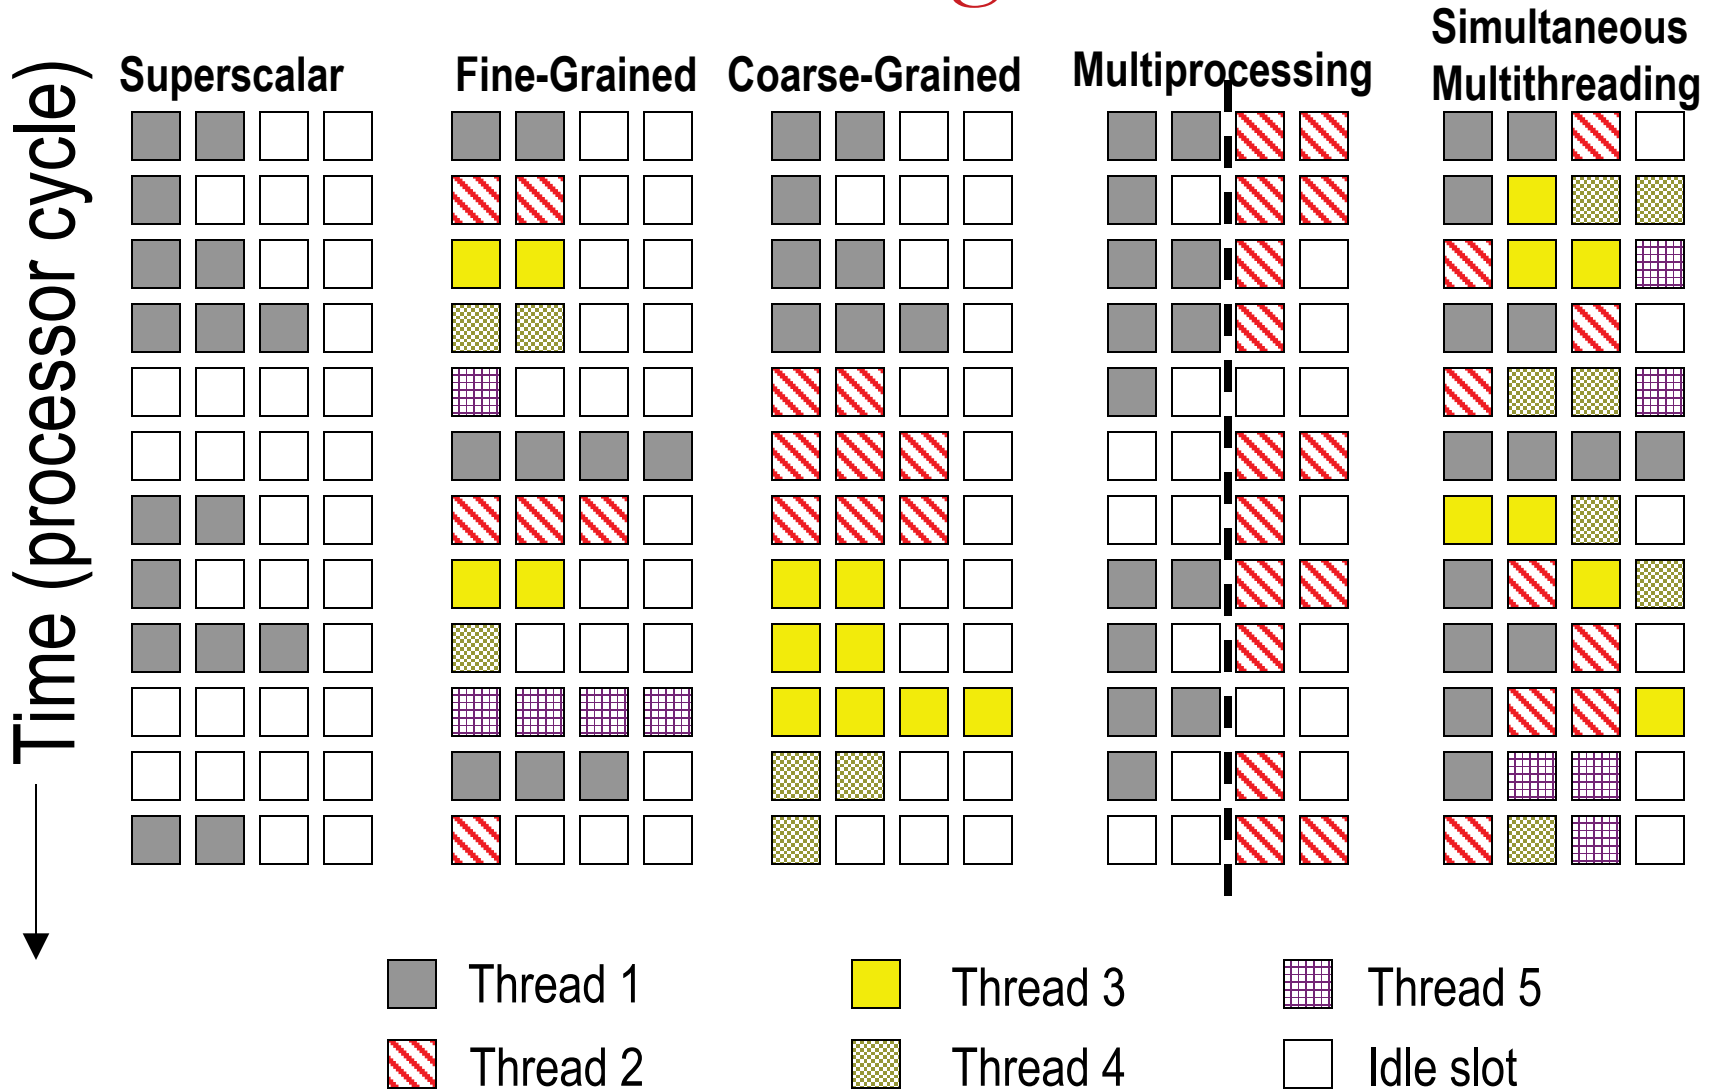 Simultaneous
Superscalar Fine-Grained Coarse-Grained Multiprocessing Multithreading
Time (processor cycle)
Thread 1 Thread 3 Thread 5
Thread 2 Thread 4 Idle slot